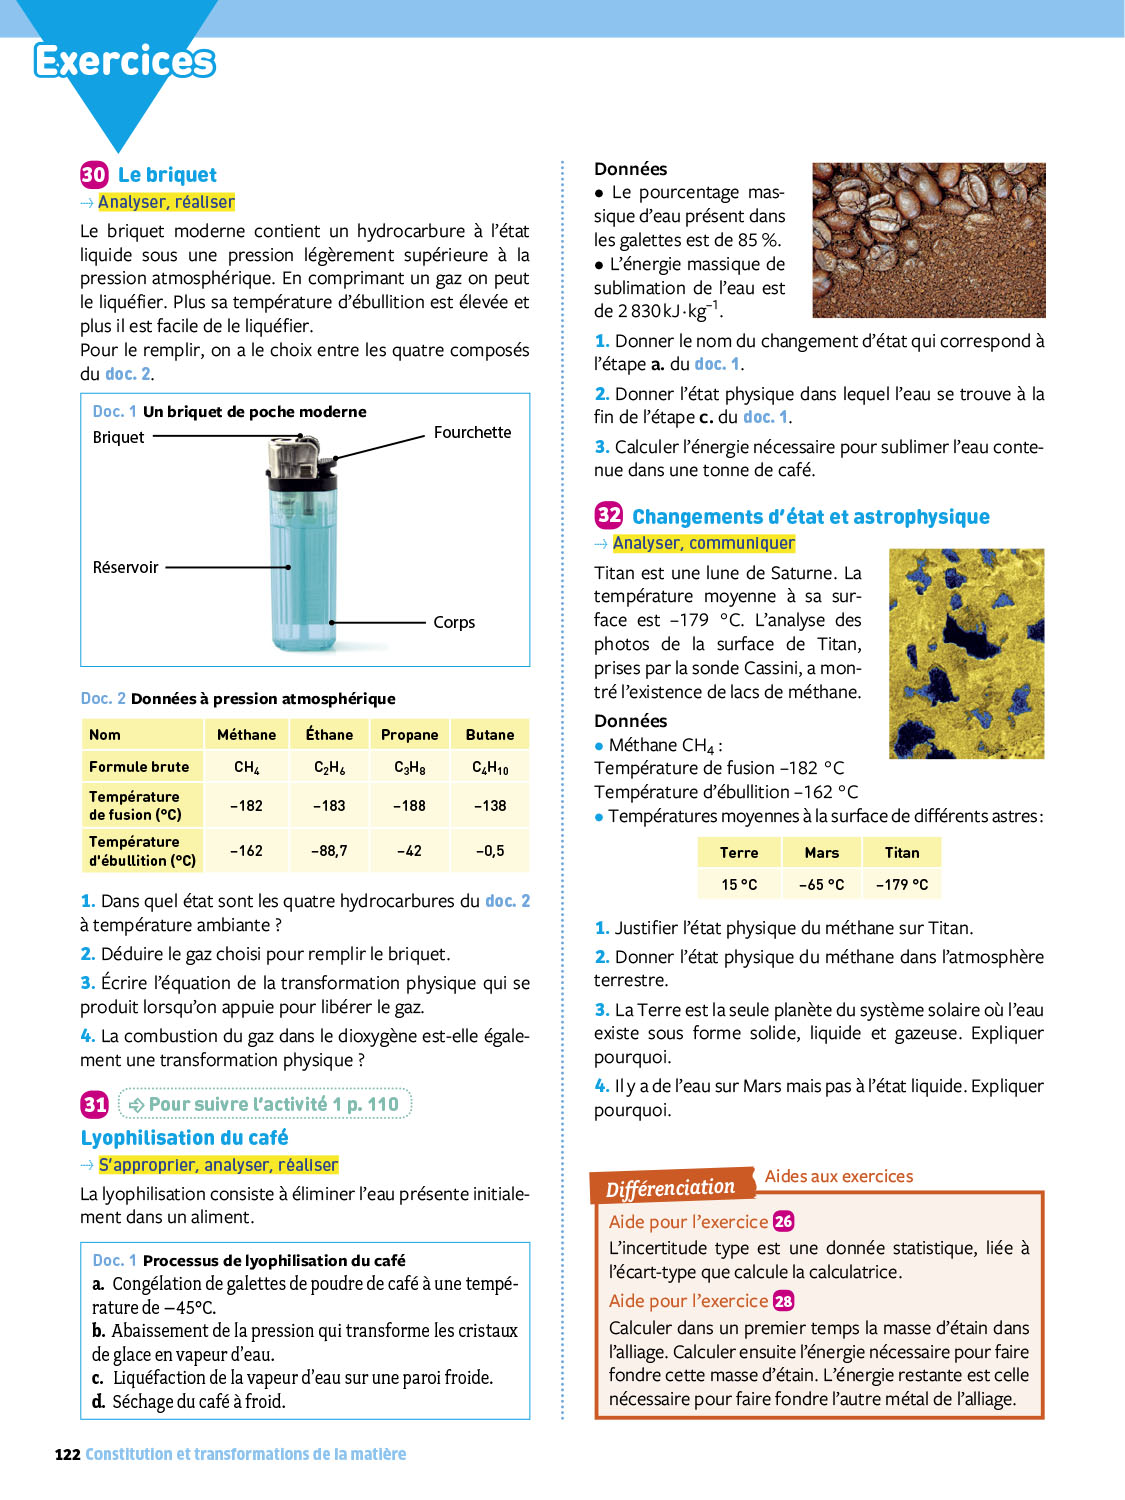 Exercices
30 Le briquet
→ Analyser, réaliser
Le briquet moderne contient un hydrocarbure à l'état
liquide sous une pression légèrement supérieure à la
pression atmosphérique. En comprimant un gaz on peut
le liquéfier. Plus sa température d'ébullition est élevée et
plus il est facile de le liquéfier.
Pour le remplir, on a le choix entre les quatre composés
du doc. 2.
Doc. 1 Un briquet de poche moderne
Briquet
Fourchette
Réservoir
Corps
Doc. 2 Données à pression atmosphérique
Nom Méthane Éthane Propane Butane
Formule brute CH₄ C₂H₆ C₃H₈ C₄H₁₀
Température
de fusion (°C) –182 –183 –188 –138
Température
d'ébullition (°C) –162 –88,7 –42 –0,5
1. Dans quel état sont les quatre hydrocarbures du doc. 2
à température ambiante ?
2. Déduire le gaz choisi pour remplir le briquet.
3. Écrire l'équation de la transformation physique qui se
produit lorsqu'on appuie pour libérer le gaz.
4. La combustion du gaz dans le dioxygène est-elle égale-
ment une transformation physique ?
31 Pour suivre l'activité 1 p. 110
Lyophilisation du café
→ S'approprier, analyser, réaliser
La lyophilisation consiste à éliminer l'eau présente initiale-
ment dans un aliment.
Doc. 1 Processus de lyophilisation du café
a. Congélation de galettes de poudre de café à une tempé-
rature de –45°C.
b. Abaissement de la pression qui transforme les cristaux
de glace en vapeur d'eau.
c. Liquéfaction de la vapeur d'eau sur une paroi froide.
d. Séchage du café à froid.
Données
• Le pourcentage mas-
sique d'eau présent dans
les galettes est de 85 %.
• L'énergie massique de
sublimation de l'eau est
de 2 830 kJ·kg⁻¹.
1. Donner le nom du changement d'état qui correspond à
l'étape a. du doc. 1.
2. Donner l'état physique dans lequel l'eau se trouve à la
fin de l'étape c. du doc. 1.
3. Calculer l'énergie nécessaire pour sublimer l'eau conte-
nue dans une tonne de café.
32 Changements d'état et astrophysique
→ Analyser, communiquer
Titan est une lune de Saturne. La
température moyenne à sa sur-
face est –179 °C. L'analyse des
photos de la surface de Titan,
prises par la sonde Cassini, a mon-
tré l'existence de lacs de méthane.
Données
• Méthane CH₄ :
Température de fusion –182 °C
Température d'ébullition –162 °C
• Températures moyennes à la surface de différents astres :
Terre Mars Titan
15 °C –65 °C –179 °C
1. Justifier l'état physique du méthane sur Titan.
2. Donner l'état physique du méthane dans l'atmosphère
terrestre.
3. La Terre est la seule planète du système solaire où l'eau
existe sous forme solide, liquide et gazeuse. Expliquer
pourquoi.
4. Il y a de l'eau sur Mars mais pas à l'état liquide. Expliquer
pourquoi.
Différenciation Aides aux exercices
Aide pour l'exercice 26
L'incertitude type est une donnée statistique, liée à
l'écart-type que calcule la calculatrice.
Aide pour l'exercice 28
Calculer dans un premier temps la masse d'étain dans
l'alliage. Calculer ensuite l'énergie nécessaire pour faire
fondre cette masse d'étain. L'énergie restante est celle
nécessaire pour faire fondre l'autre métal de l'alliage.
122 Constitution et transformations de la matière